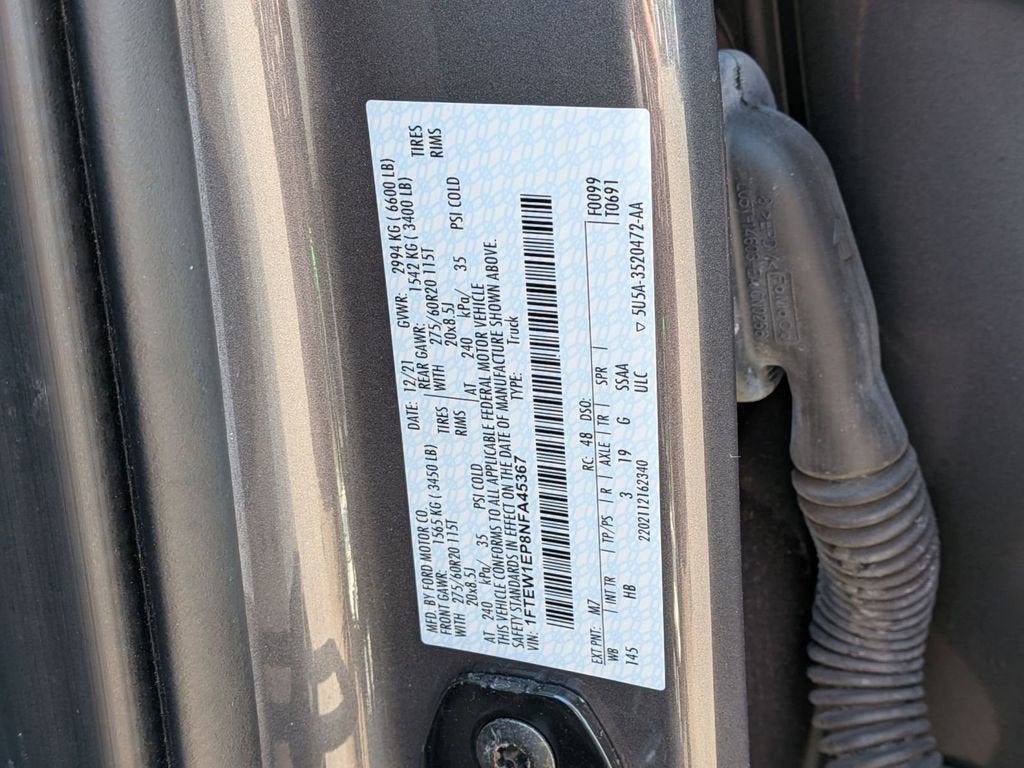 MFD. BY FORD MOTOR CO. DATE: 12/21 GVWR: 2994 KG ( 6600 LB)
FRONT GAWR: 1565 KG ( 3450 LB) REAR GAWR: 1542 KG ( 3400 LB)
WITH 275/60R20 115T TIRES WITH 275/60R20 115T TIRES
20x8.5J RIMS 20x8.5J RIMS
AT 240 kPa/ 35 PSI COLD AT 240 kPa/ 35 PSI COLD
THIS VEHICLE CONFORMS TO ALL APPLICABLE FEDERAL MOTOR VEHICLE
SAFETY STANDARDS IN EFFECT ON THE DATE OF MANUFACTURE SHOWN ABOVE.
VIN: 1FTEW1EP8NFA45367 TYPE: Truck
EXT PNT: M7 RC: 48 DSO: F0099
WB | INT TR | TP/PS | R | AXLE | TR | SPR | T0691
145 HB 3 19 G SSAA
2202112162340 ULC ▽ 5U5A-3520472-AA